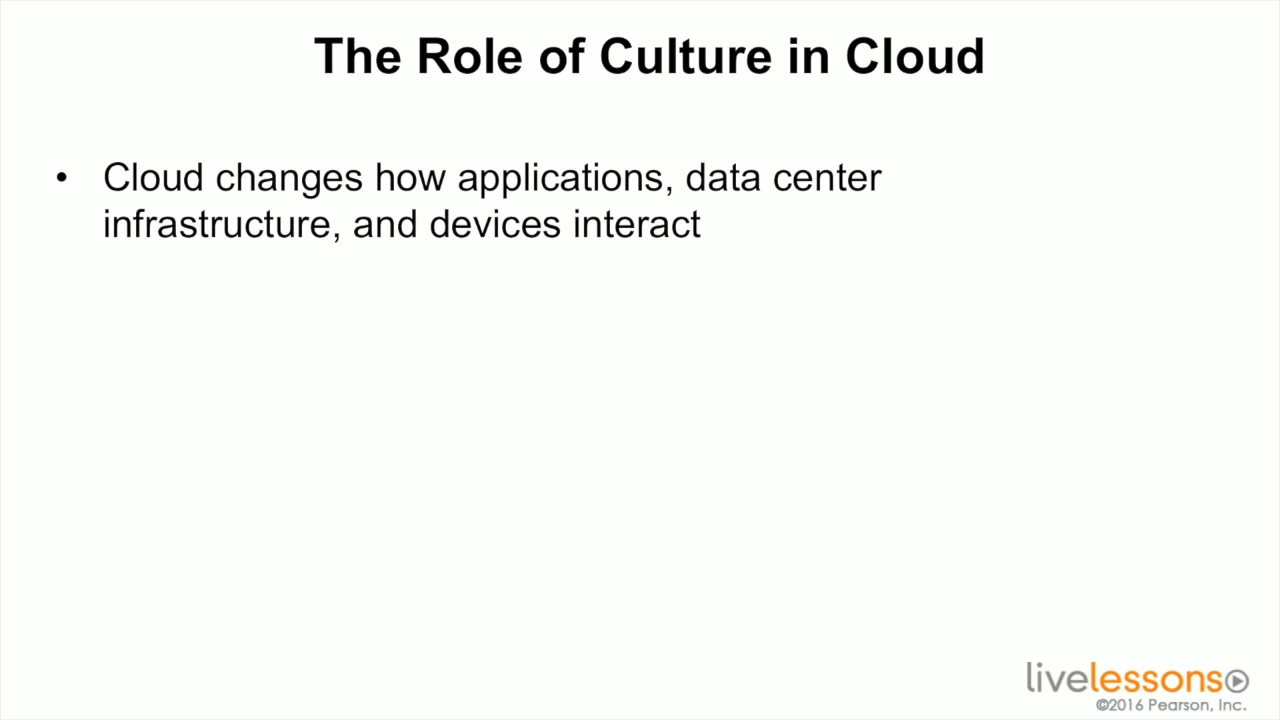 The Role of Culture in Cloud
• Cloud changes how applications, data center
infrastructure, and devices interact
livelessons
©2016 Pearson, Inc.